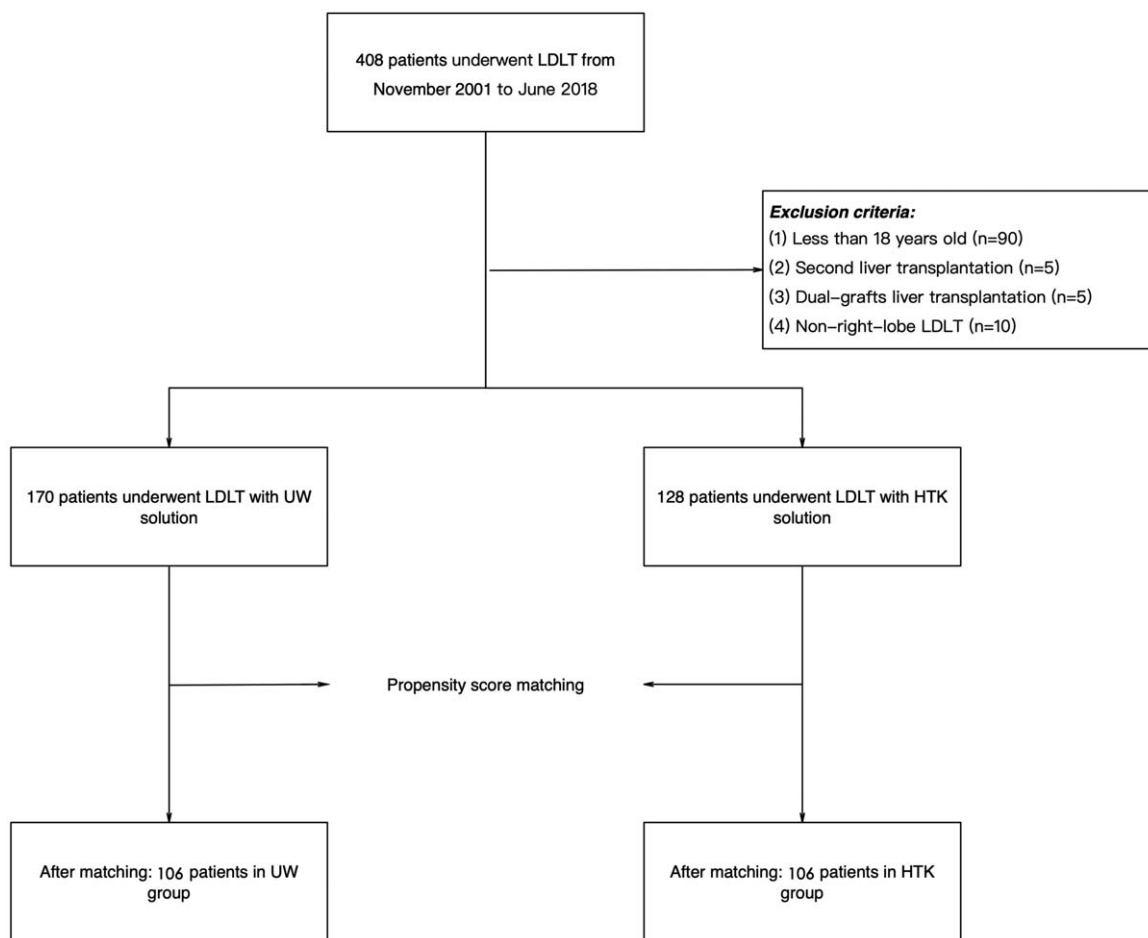 408 patients underwent LDLT from
November 2001 to June 2018
Exclusion criteria:
(1) Less than 18 years old (n=90)
(2) Second liver transplantation (n=5)
(3) Dual-grafts liver transplantation (n=5)
(4) Non-right-lobe LDLT (n=10)
170 patients underwent LDLT with UW
solution
128 patients underwent LDLT with HTK
solution
Propensity score matching
After matching: 106 patients in UW
group
After matching: 106 patients in HTK
group